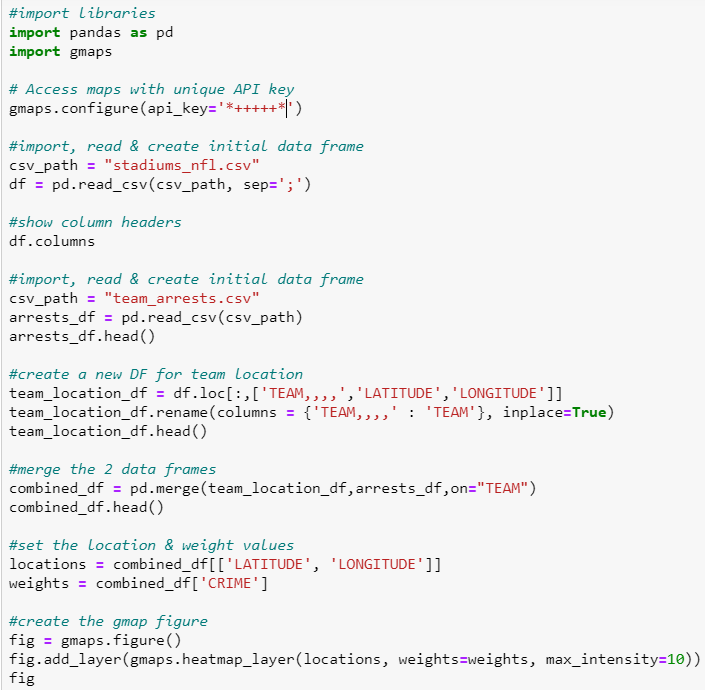 #import libraries
import pandas as pd
import gmaps
# Access maps with unique API key
gmaps.configure(api_key='*+++++*')
#import, read & create initial data frame
csv_path = "stadiums_nfl.csv"
df = pd.read_csv(csv_path, sep=';')
#show column headers
df.columns
#import, read & create initial data frame
csv_path = "team_arrests.csv"
arrests_df = pd.read_csv(csv_path)
arrests_df.head()
#create a new DF for team location
team_location_df = df.loc[:,['TEAM,,,,','LATITUDE','LONGITUDE']]
team_location_df.rename(columns = {'TEAM,,,,' : 'TEAM'}, inplace=True)
team_location_df.head()
#merge the 2 data frames
combined_df = pd.merge(team_location_df,arrests_df,on="TEAM")
combined_df.head()
#set the location & weight values
locations = combined_df[['LATITUDE', 'LONGITUDE']]
weights = combined_df['CRIME']
#create the gmap figure
fig = gmaps.figure()
fig.add_layer(gmaps.heatmap_layer(locations, weights=weights, max_intensity=10))
fig